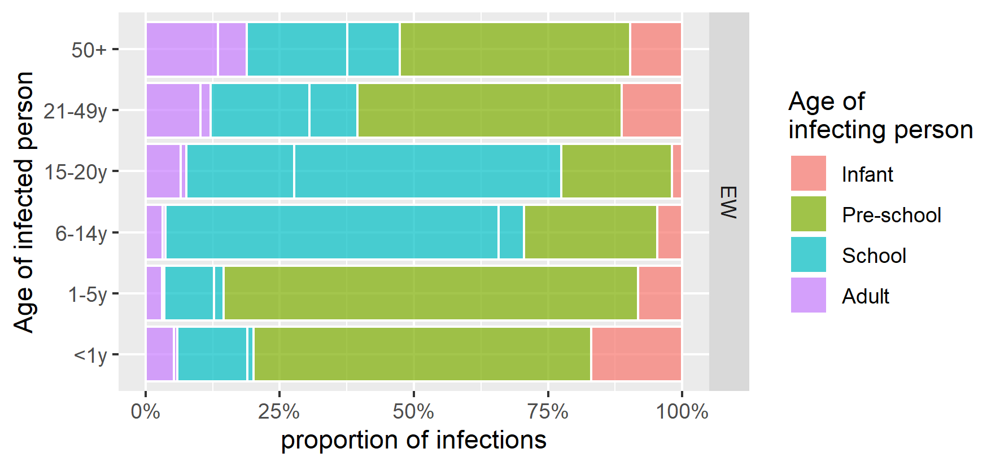 Age of infected person
50+
21-49y
15-20y
6-14y
1-5y
<1y
0% 25% 50% 75% 100%
proportion of infections
EW
Age of
infecting person
Infant
Pre-school
School
Adult